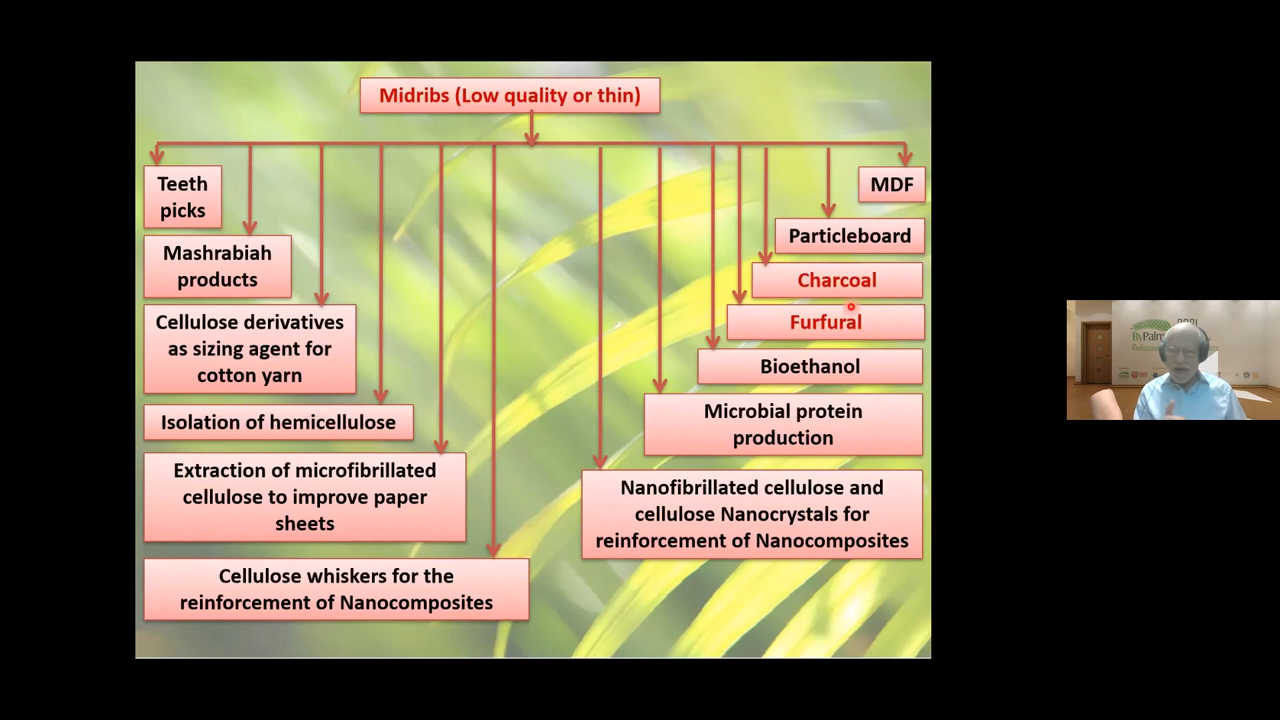 Midribs (Low quality or thin)
Teeth
picks
Mashrabiah
products
Cellulose derivatives
as sizing agent for
cotton yarn
Isolation of hemicellulose
Extraction of microfibrillated
cellulose to improve paper
sheets
Cellulose whiskers for the
reinforcement of Nanocomposites
MDF
Particleboard
Charcoal
Furfural
Bioethanol
Microbial protein
production
Nanofibrillated cellulose and
cellulose Nanocrystals for
reinforcement of Nanocomposites